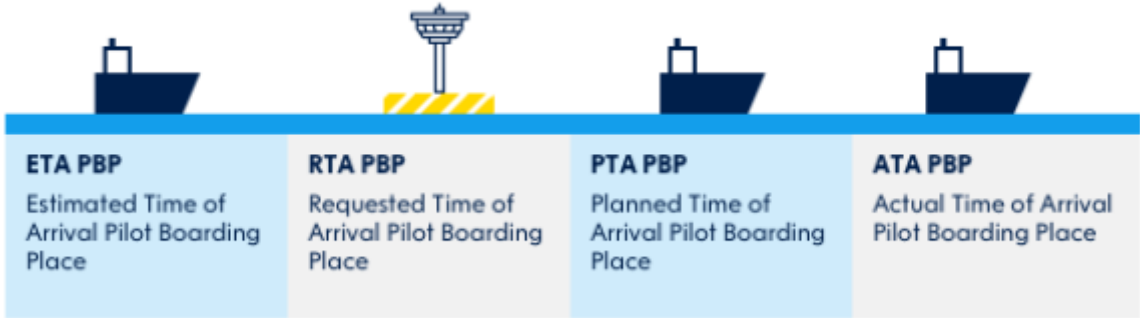 ETA PBP
Estimated Time of
Arrival Pilot Boarding
Place
RTA PBP
Requested Time of
Arrival Pilot Boarding
Place
PTA PBP
Planned Time of
Arrival Pilot Boarding
Place
ATA PBP
Actual Time of Arrival
Pilot Boarding Place